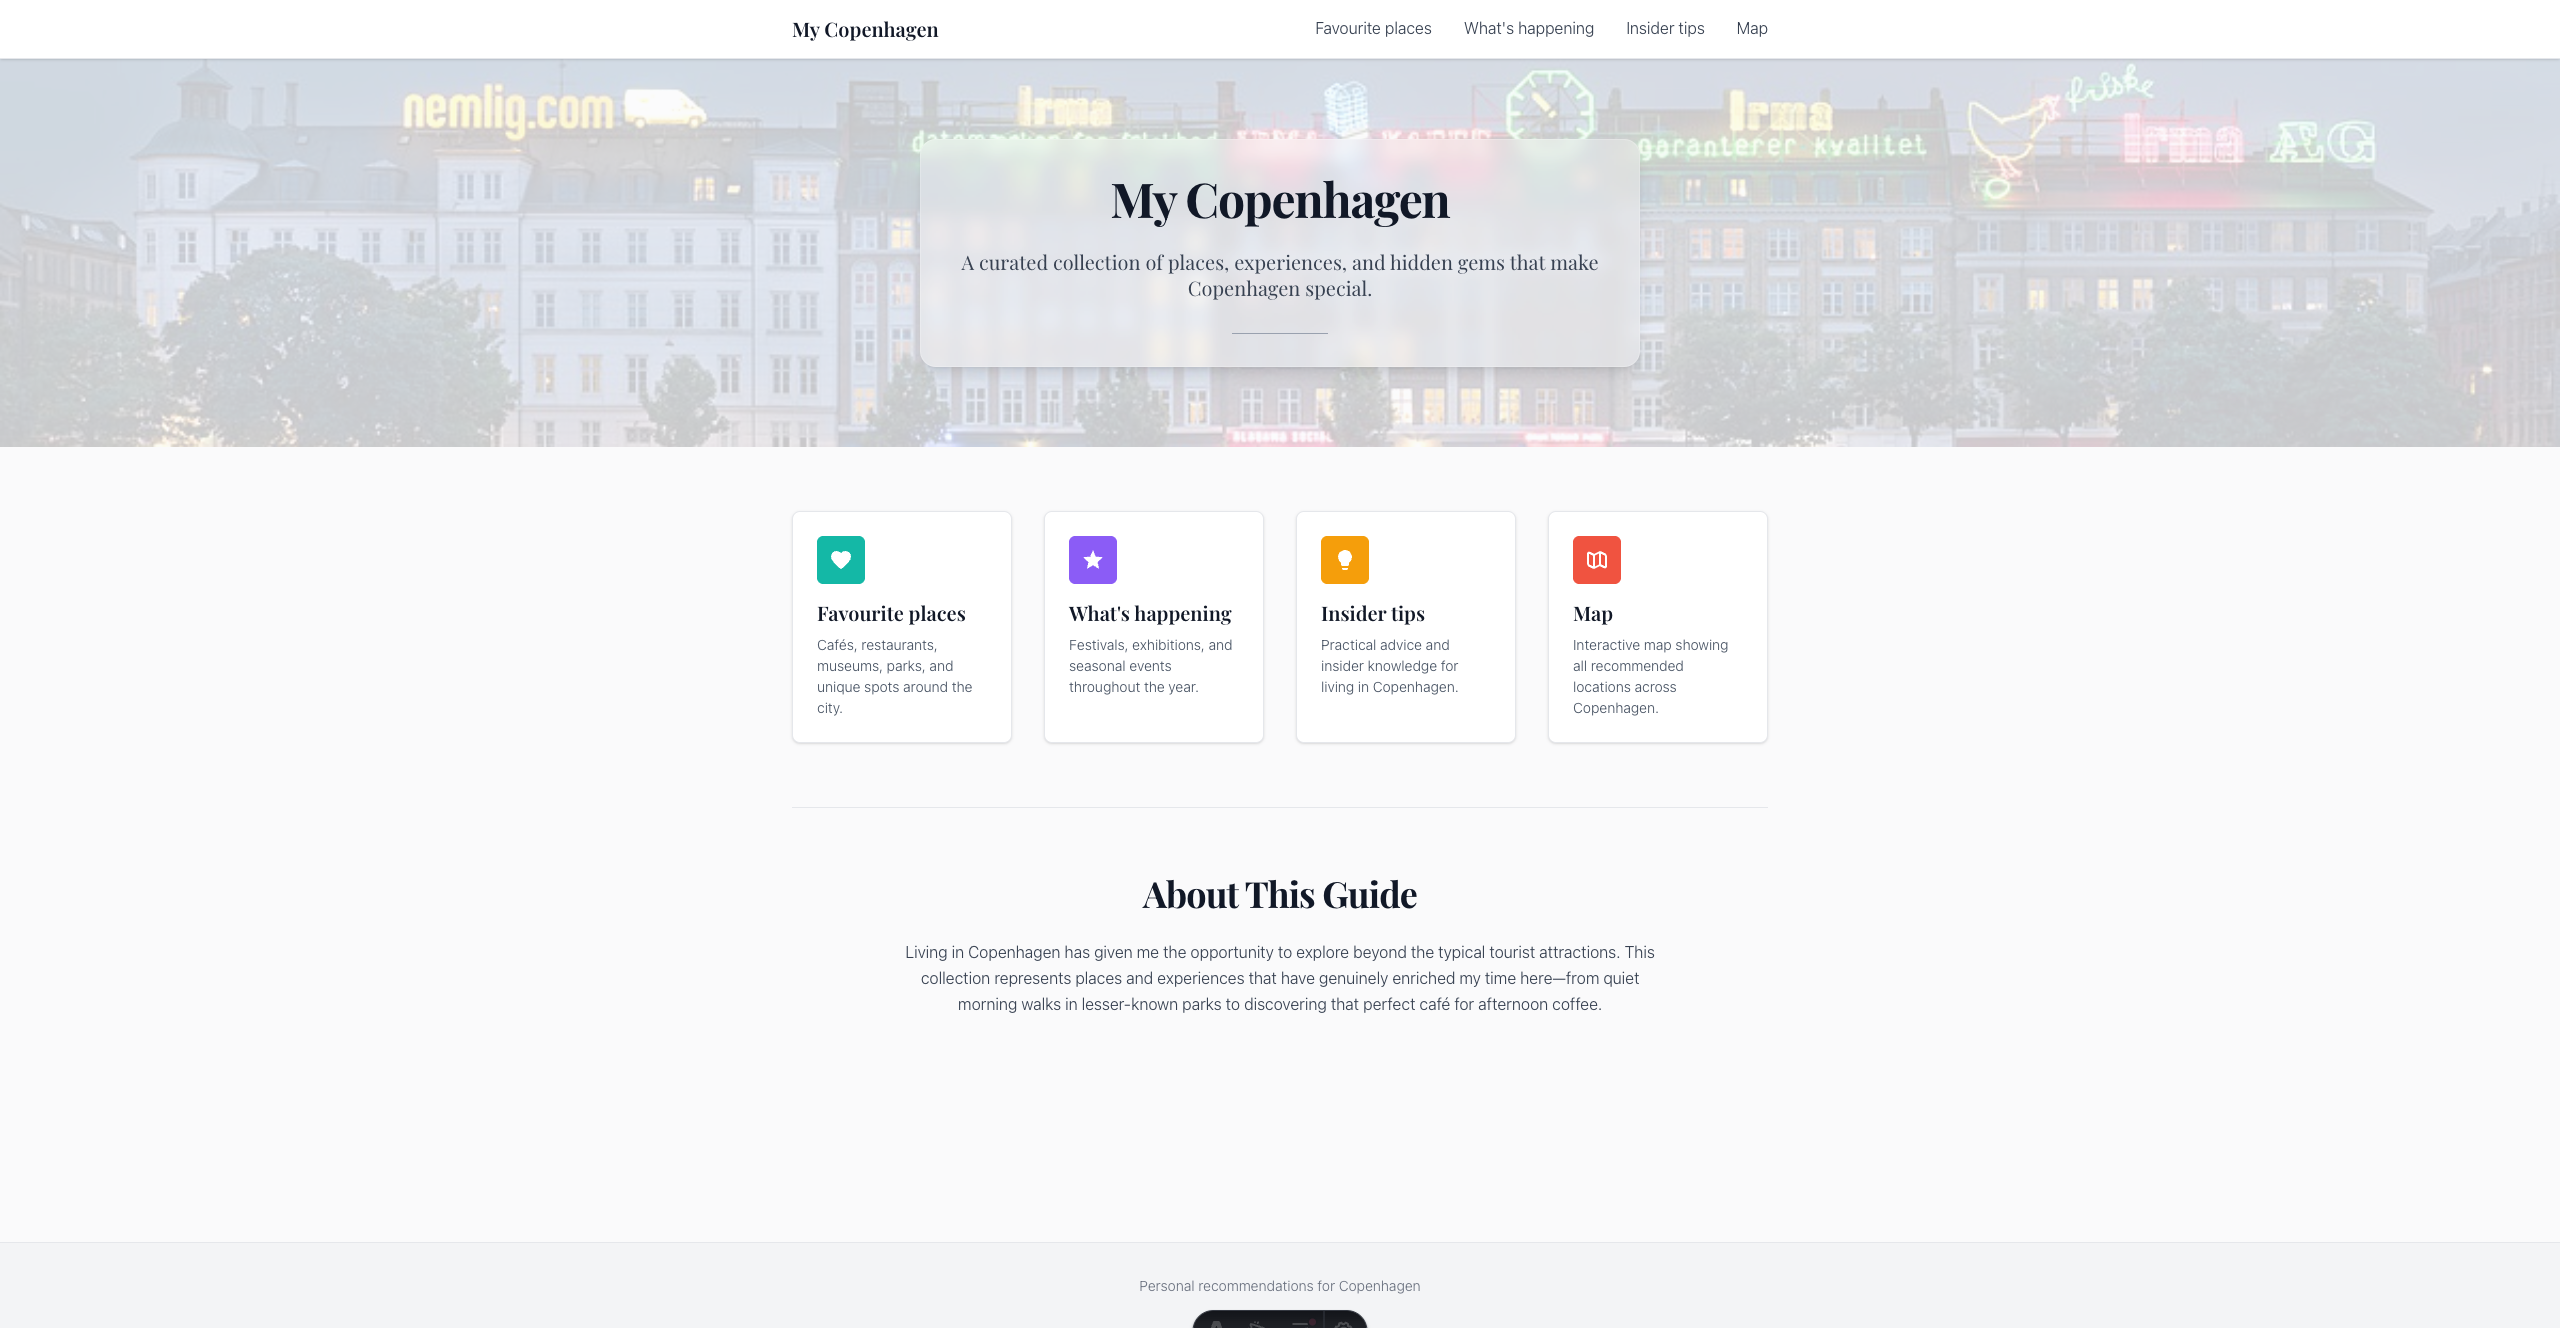 My Copenhagen
Favourite places
What's happening
Insider tips
Map
nemlig.com
Irma
Irma
garanterer kvalitet
friske
Irma ÆG
My Copenhagen
A curated collection of places, experiences, and hidden gems that make
Copenhagen special.
Favourite places
Cafés, restaurants,
museums, parks, and
unique spots around the
city.
What's happening
Festivals, exhibitions, and
seasonal events
throughout the year.
Insider tips
Practical advice and
insider knowledge for
living in Copenhagen.
Map
Interactive map showing
all recommended
locations across
Copenhagen.
About This Guide
Living in Copenhagen has given me the opportunity to explore beyond the typical tourist attractions. This
collection represents places and experiences that have genuinely enriched my time here—from quiet
morning walks in lesser-known parks to discovering that perfect café for afternoon coffee.
Personal recommendations for Copenhagen